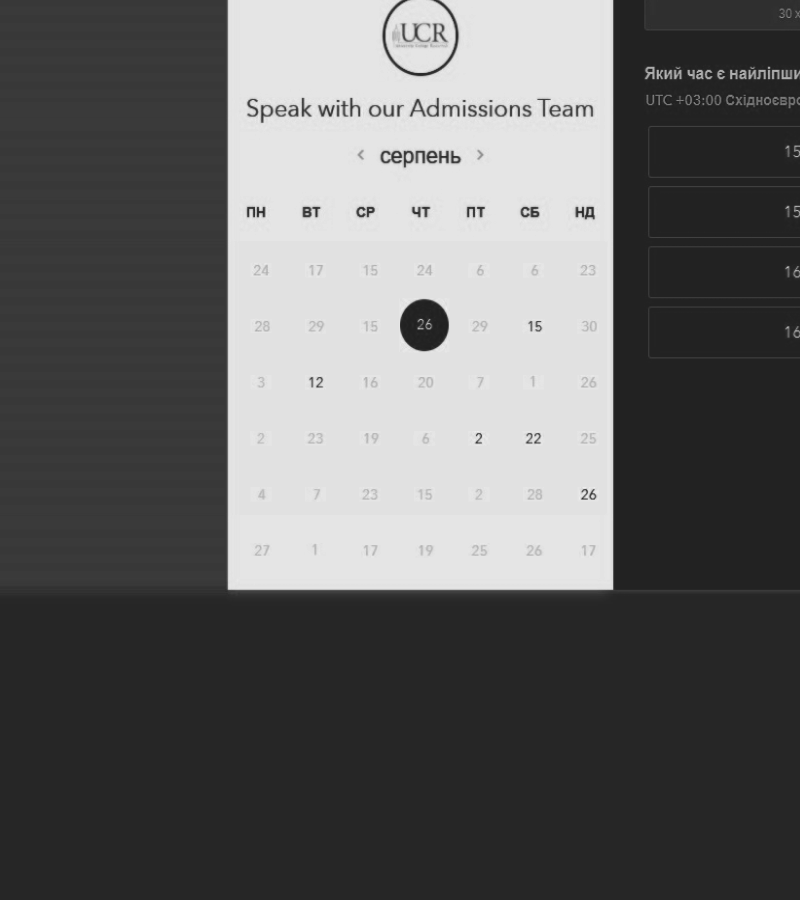 UCR
Speak with our Admissions Team
серпень
ПН ВТ СР ЧТ ПТ СБ НД
24 17 15 24 6 6 23
28 29 15 26 29 15 30
3 12 16 20 7 1 26
2 23 19 6 2 22 25
4 7 23 15 2 28 26
27 1 17 19 25 26 17
30 х
Який час є найліпши
UTC +03:00 Східноєвро
15
15
16
16